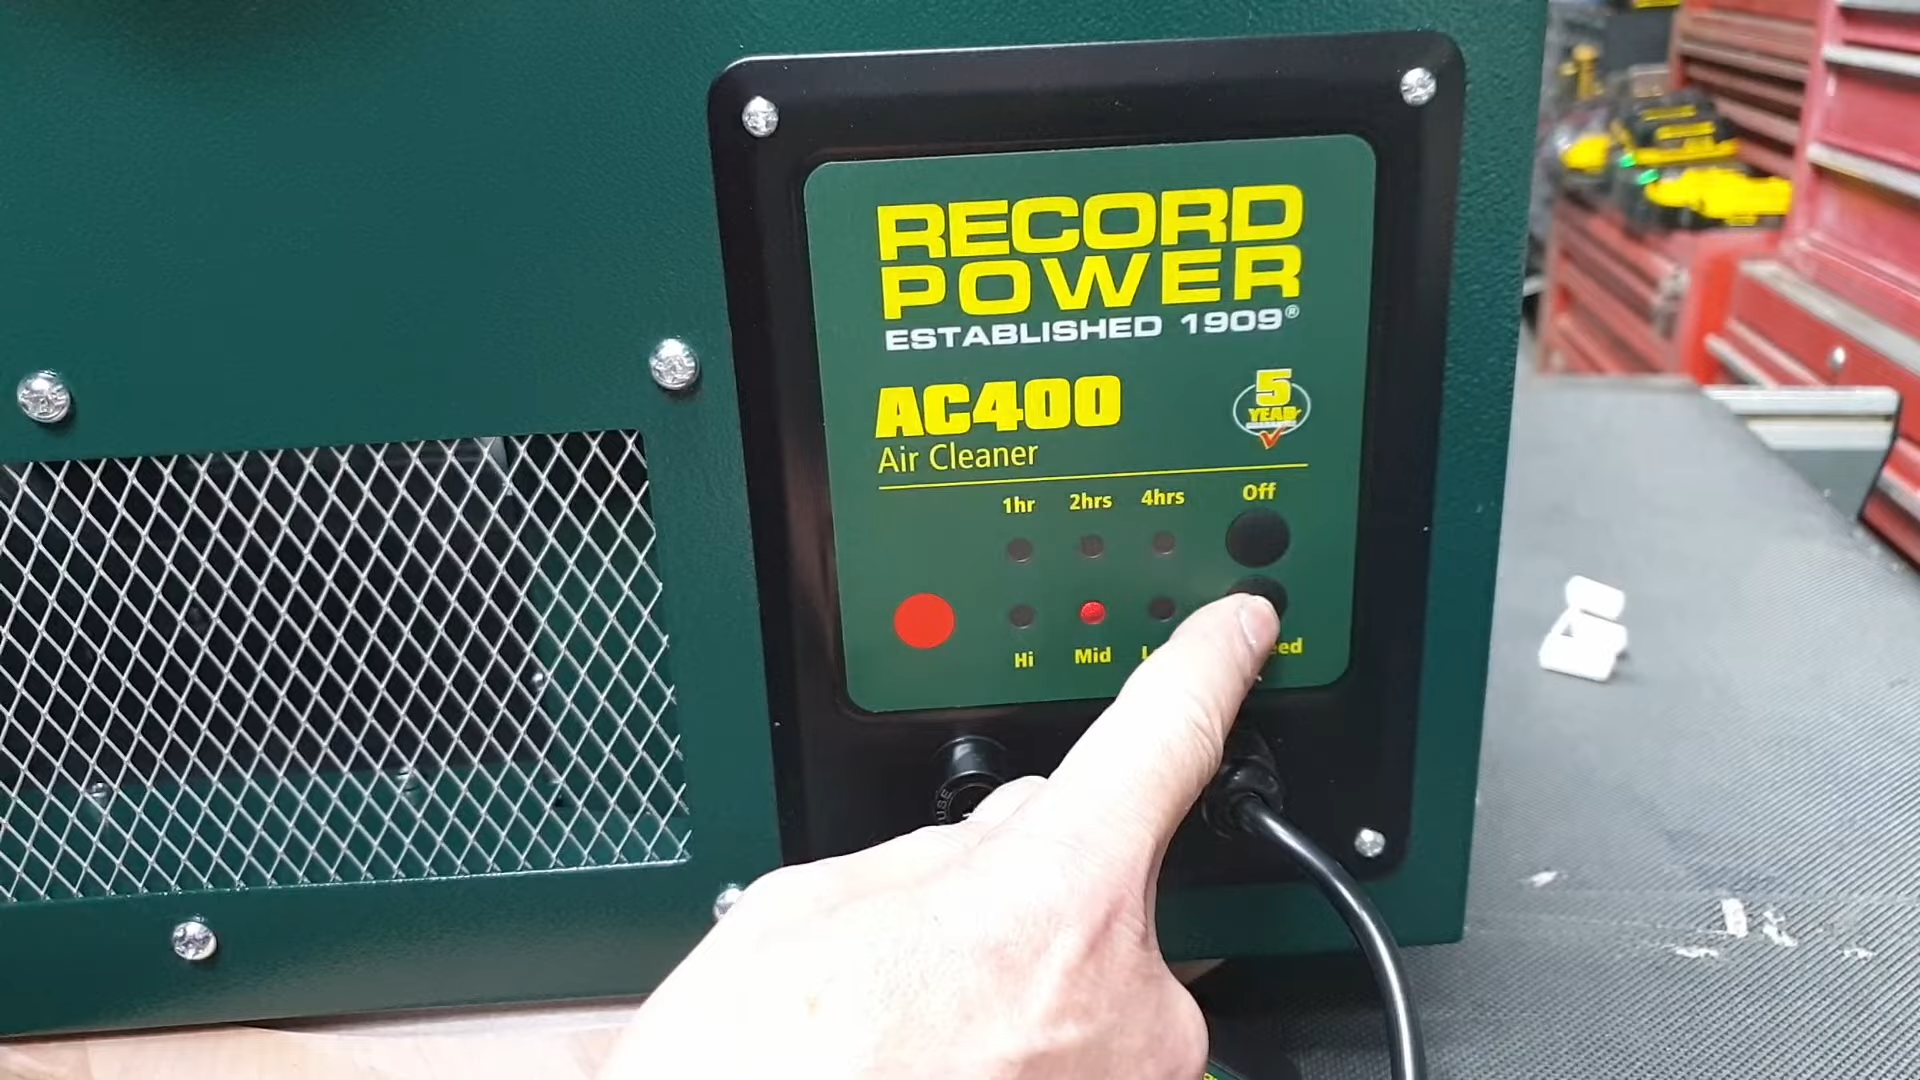 RECORD
POWER
ESTABLISHED 1909®
AC400
5
YEAR
Air Cleaner
1hr 2hrs 4hrs Off
Hi Mid